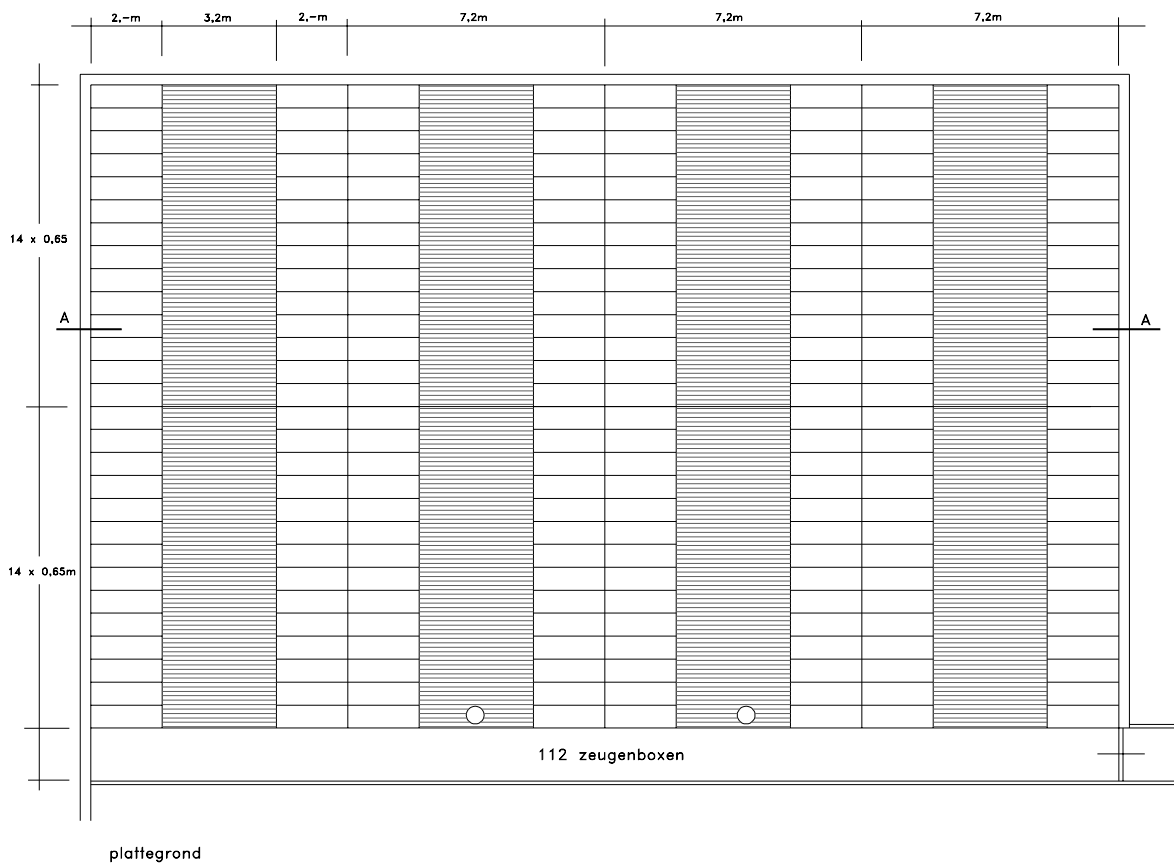 2,-m 3,2m 2,-m 7,2m 7,2m 7,2m
14 x 0,65
A A
14 x 0,65m
112 zeugenboxen
plattegrond